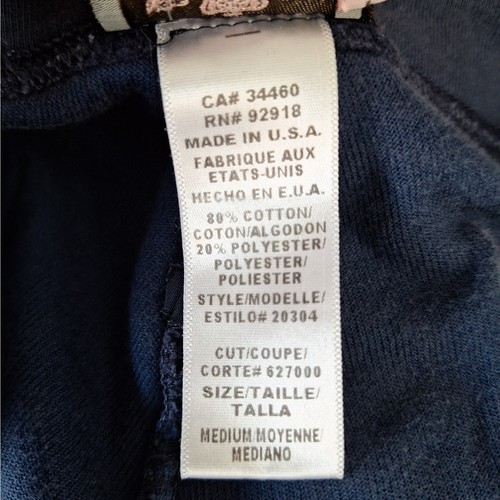 CA# 34460
RN# 92918
MADE IN U.S.A.
FABRIQUE AUX
ETATS-UNIS
HECHO EN E.U.A.
80% COTTON/
COTON/ALGODON
20% POLYESTER/
POLYESTER/
POLIESTER
STYLE/MODELLE/
ESTILO# 20304
CUT/COUPE/
CORTE# 627000
SIZE/TAILLE/
TALLA
MEDIUM/MOYENNE/
MEDIANO